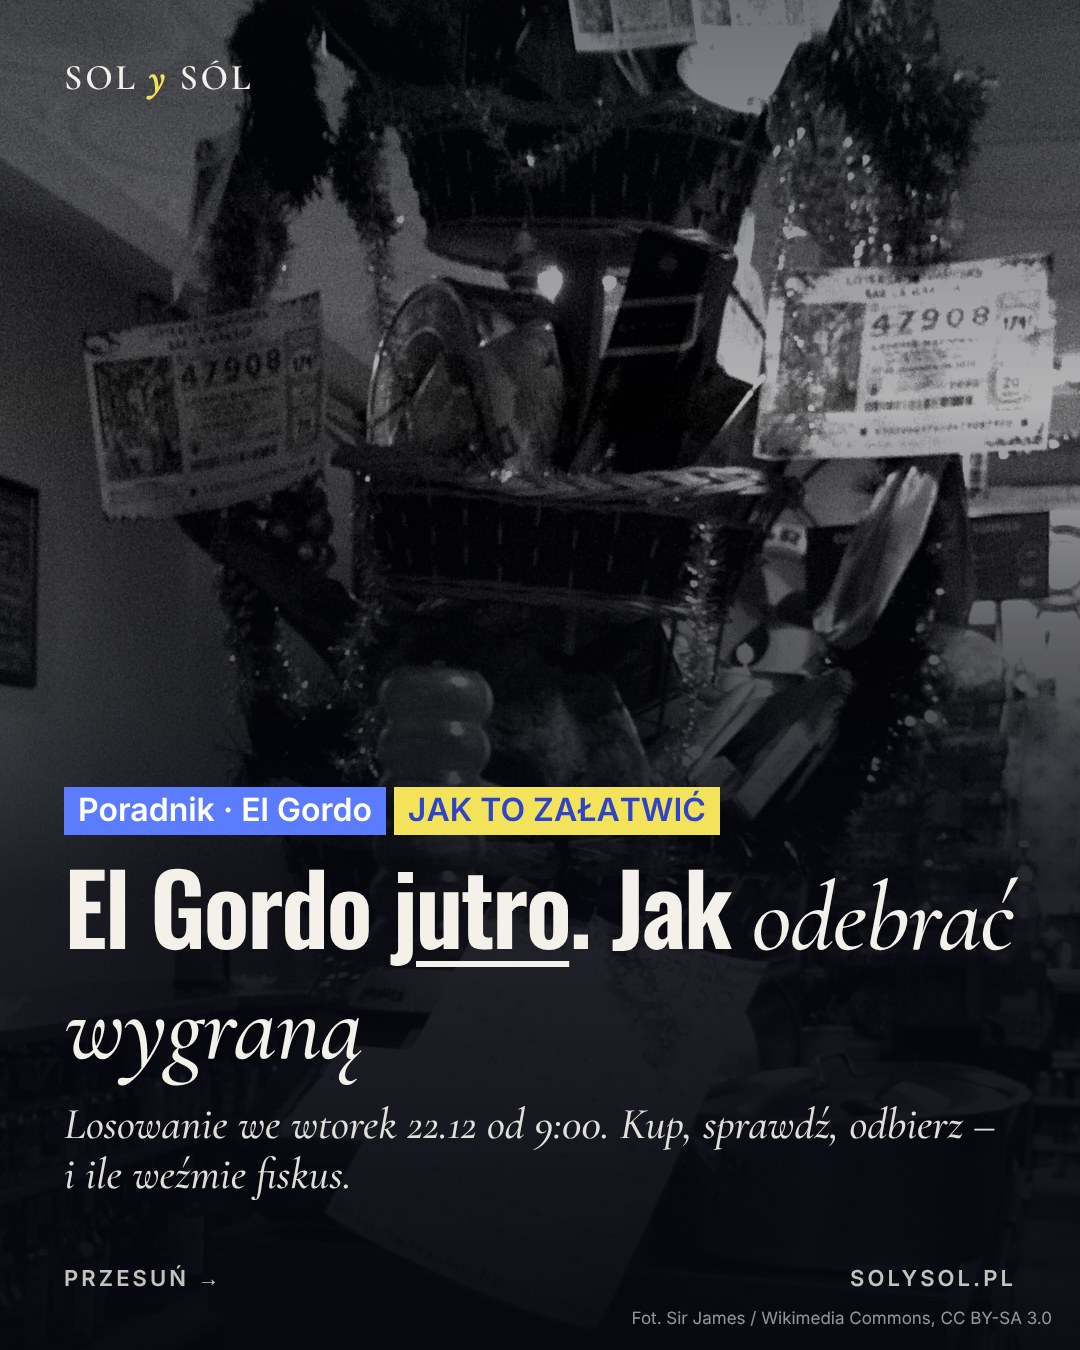 SOL y SÓL
47908
47908
Poradnik · El Gordo JAK TO ZAŁATWIĆ
El Gordo jutro. Jak odebrać
wygraną
Losowanie we wtorek 22.12 od 9:00. Kup, sprawdź, odbierz –
i ile weźmie fiskus.
PRZESUŃ →
SOLYSOL.PL
Fot. Sir James / Wikimedia Commons, CC BY-SA 3.0